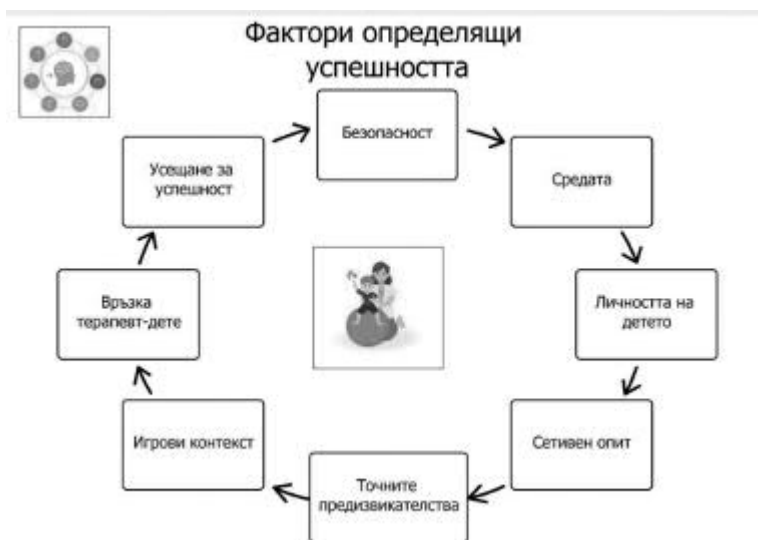 Фактори определящи
успешността
Безопасност
Средата
Личността на
детето
Сетивен опит
Точните
предизвикателства
Игрови контекст
Връзка
терапевт-дете
Усещане за
успешност